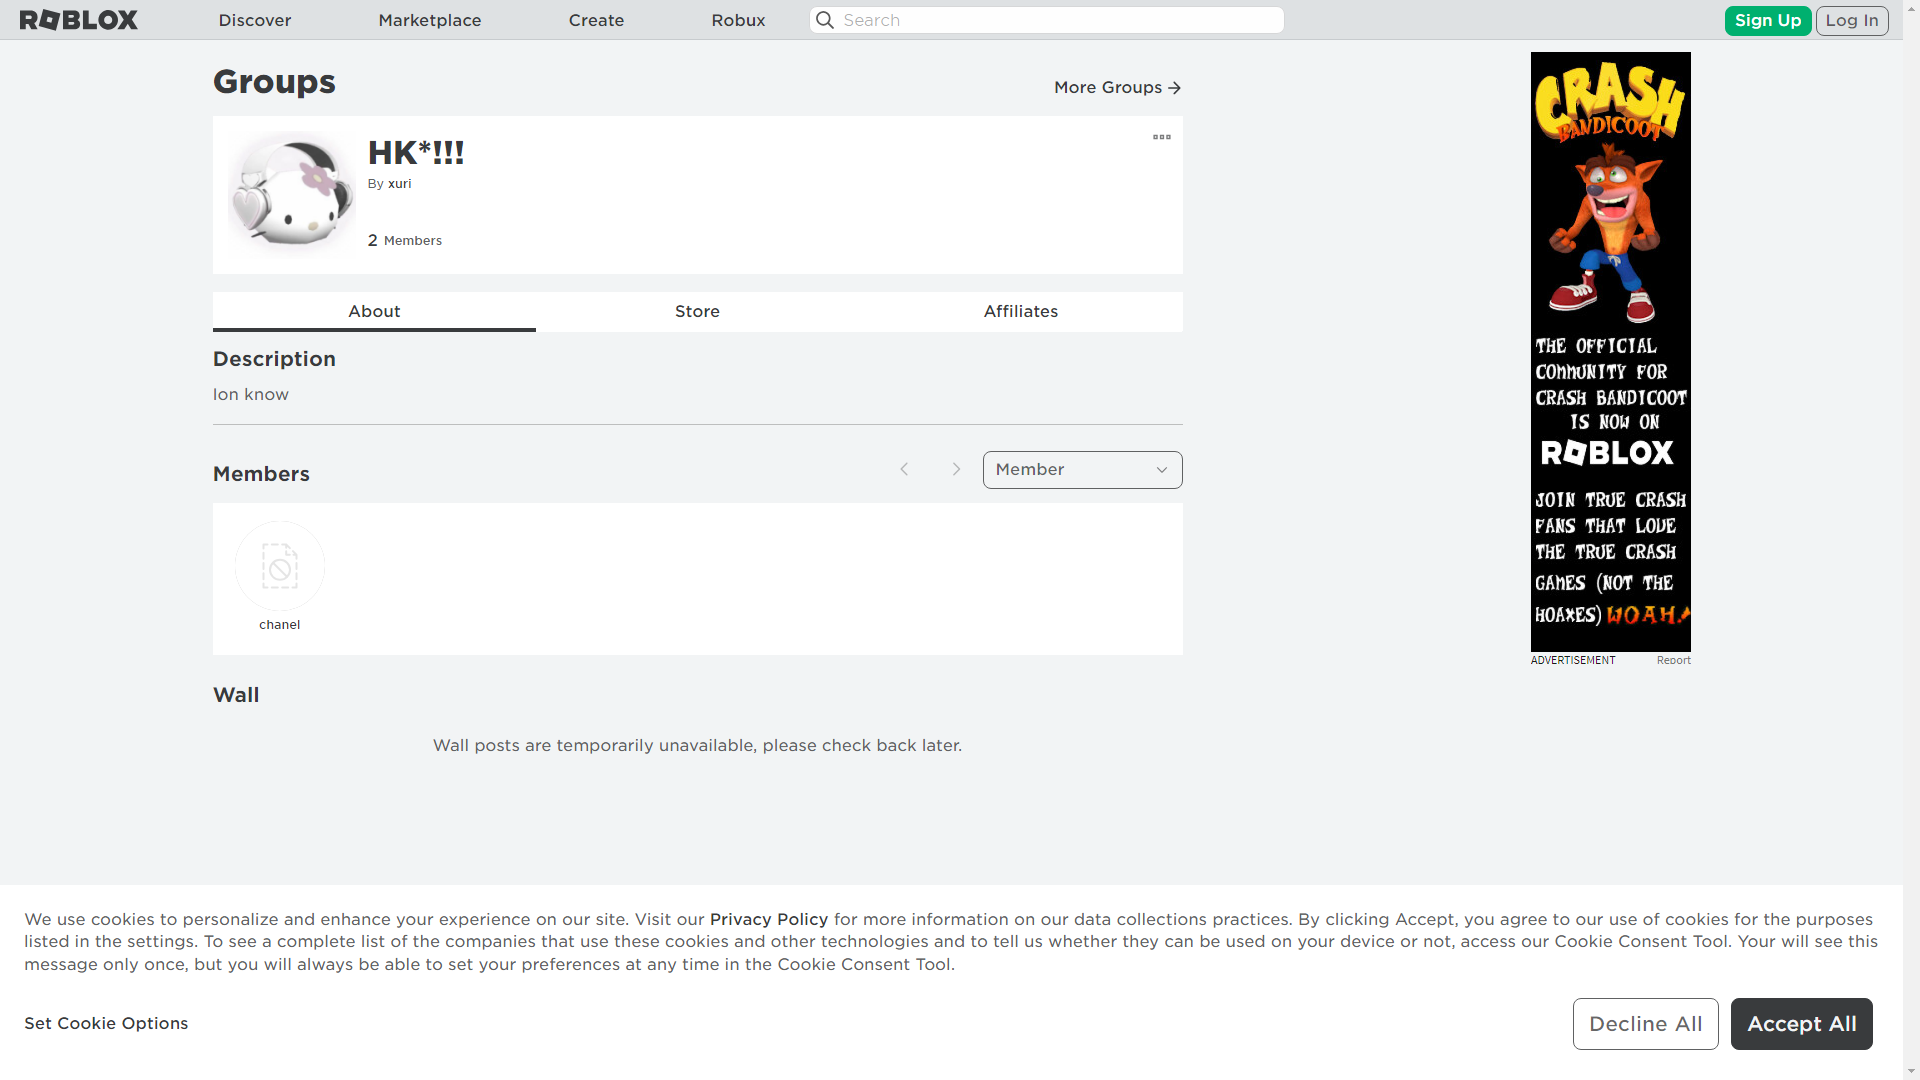 ROBLOX
Discover
Marketplace
Create
Robux
Search
Sign Up
Log In
Groups
More Groups
HK*!!!
By xuri
2 Members
About
Store
Affiliates
Description
Ion know
Members
Member
chanel
Wall
Wall posts are temporarily unavailable, please check back later.
CRASH
BANDICOOT
THE OFFICIAL
COMMUNITY FOR
CRASH BANDICOOT
IS NOW ON
ROBLOX
JOIN TRUE CRASH
FANS THAT LOVE
THE TRUE CRASH
GAMES (NOT THE
HOAXES) WOAH!
ADVERTISEMENT
Report
We use cookies to personalize and enhance your experience on our site. Visit our Privacy Policy for more information on our data collections practices. By clicking Accept, you agree to our use of cookies for the purposes
listed in the settings. To see a complete list of the companies that use these cookies and other technologies and to tell us whether they can be used on your device or not, access our Cookie Consent Tool. Your will see this
message only once, but you will always be able to set your preferences at any time in the Cookie Consent Tool.
Set Cookie Options
Decline All
Accept All